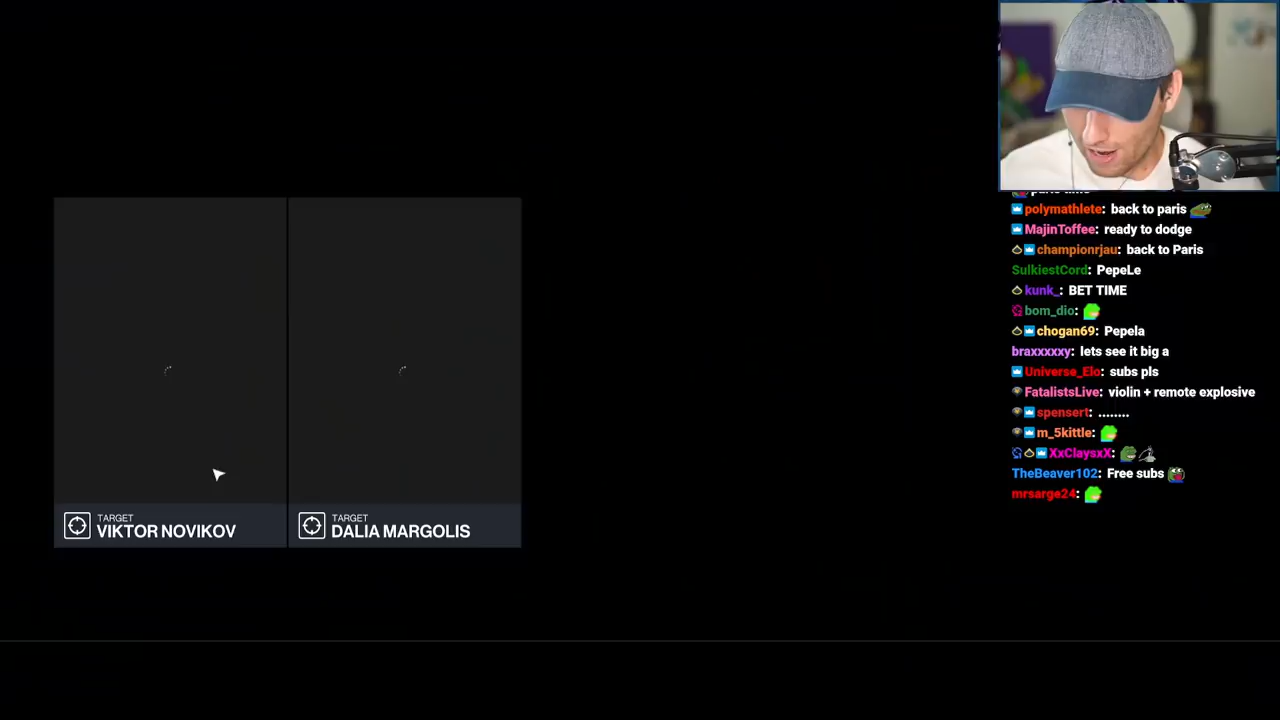 TARGET
VIKTOR NOVIKOV
TARGET
DALIA MARGOLIS
polymathlete: back to paris
MajinToffee: ready to dodge
championrjau: back to Paris
SulkiestCord: PepeLe
kunk_: BET TIME
bom_dio:
chogan69: Pepela
braxxxxxy: lets see it big a
Universe_Elo: subs pls
FatalistsLive: violin + remote explosive
spensert: ........
m_5kittle:
XxClaysxX:
TheBeaver102: Free subs
mrsarge24: